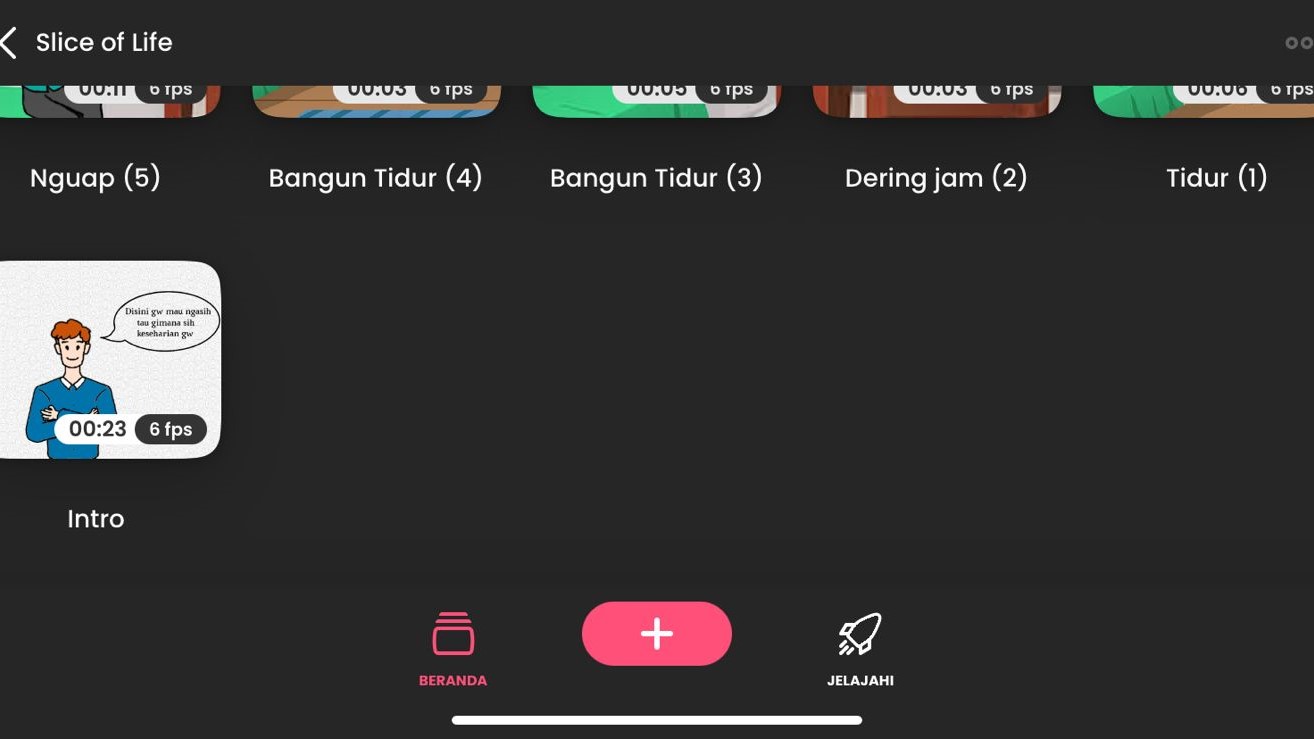 Slice of Life
00:11 6 fps
00:03 6 fps
00:05 6 fps
00:03 6 fps
00:06 6 fps
Nguap (5)
Bangun Tidur (4)
Bangun Tidur (3)
Dering jam (2)
Tidur (1)
Disini gw mau ngasih
tau gimana sih
keseharian gw
00:23 6 fps
Intro
BERANDA
JELAJAHI